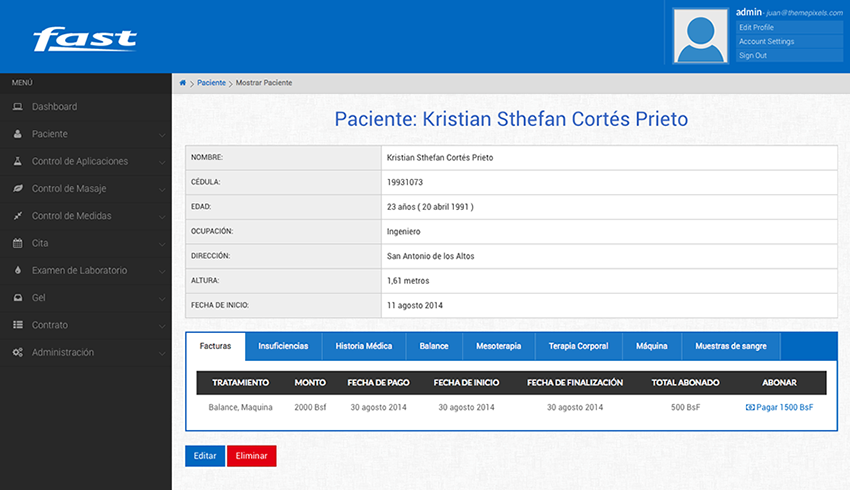 fast
admin - juan@themepixels.com
Edit Profile
Account Settings
Sign Out
MENÚ
Dashboard
Paciente
Control de Aplicaciones
Control de Masaje
Control de Medidas
Cita
Examen de Laboratorio
Gel
Contrato
Administración
Paciente Mostrar Paciente
Paciente: Kristian Sthefan Cortés Prieto
NOMBRE: Kristian Sthefan Cortés Prieto
CÉDULA: 19931073
EDAD: 23 años ( 20 abril 1991 )
OCUPACIÓN: Ingeniero
DIRECCIÓN: San Antonio de los Altos
ALTURA: 1,61 metros
FECHA DE INICIO: 11 agosto 2014
Facturas Insuficiencias Historia Médica Balance Mesoterapia Terapia Corporal Máquina Muestras de sangre
TRATAMIENTO MONTO FECHA DE PAGO FECHA DE INICIO FECHA DE FINALIZACIÓN TOTAL ABONADO ABONAR
Balance, Maquina 2000 Bsf 30 agosto 2014 30 agosto 2014 30 agosto 2014 500 BsF Pagar 1500 BsF
Editar Eliminar